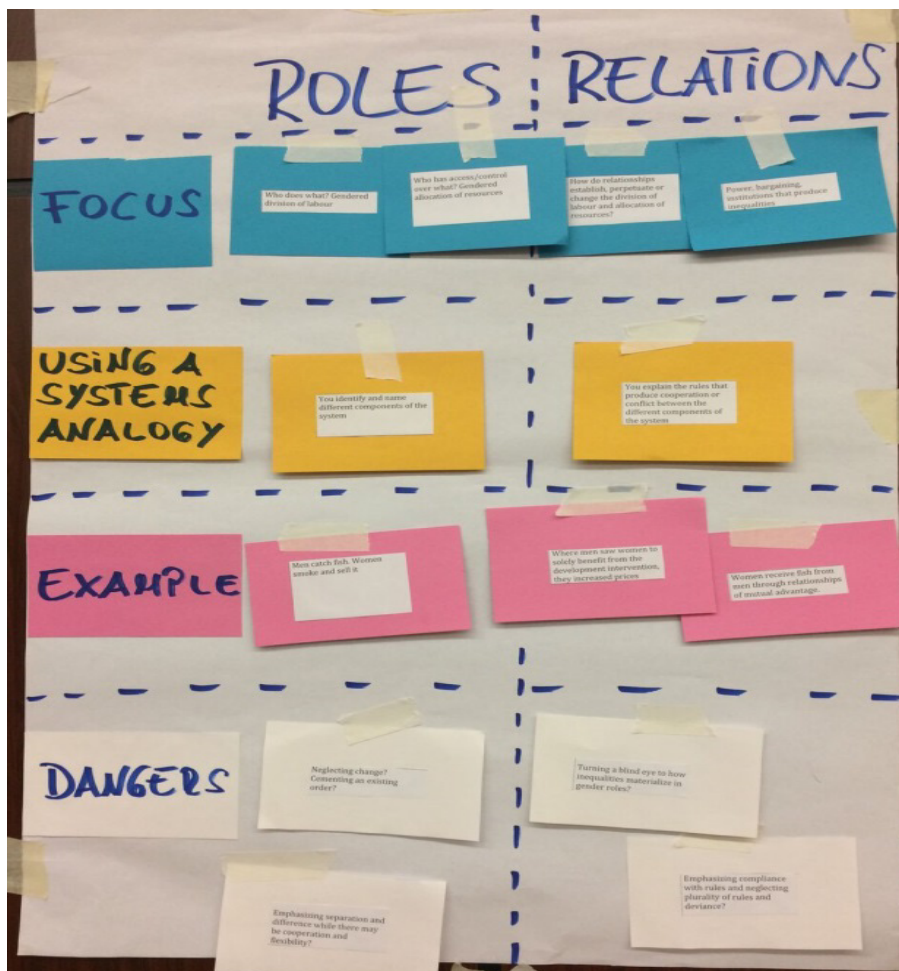 ROLES
RELATIONS
FOCUS
Who does what? Gendered
division of labour
Who has access/control
over what? Gendered
allocation of resources
How do relationships
establish, perpetuate or
change the division of
labour and allocation of
resources?
Power, bargaining,
institutions that produce
inequalities
USING A
SYSTEMS
ANALOGY
You identify and name
different components of the
system
You explain the rules that
produce cooperation or
conflict between the
different components of
the system
EXAMPLE
Men catch fish. Women
smoke and sell it
Where men saw women to
solely benefit from the
development intervention,
they increased prices
Women receive fish from
men through relationships
of mutual advantage.
DANGERS
Neglecting change?
Cementing an existing
order?
Turning a blind eye to how
inequalities materialize in
gender roles?
Emphasizing separation and
difference while there may
be cooperation and
flexibility?
Emphasizing compliance
with rules and neglecting
plurality of rules and
deviance?